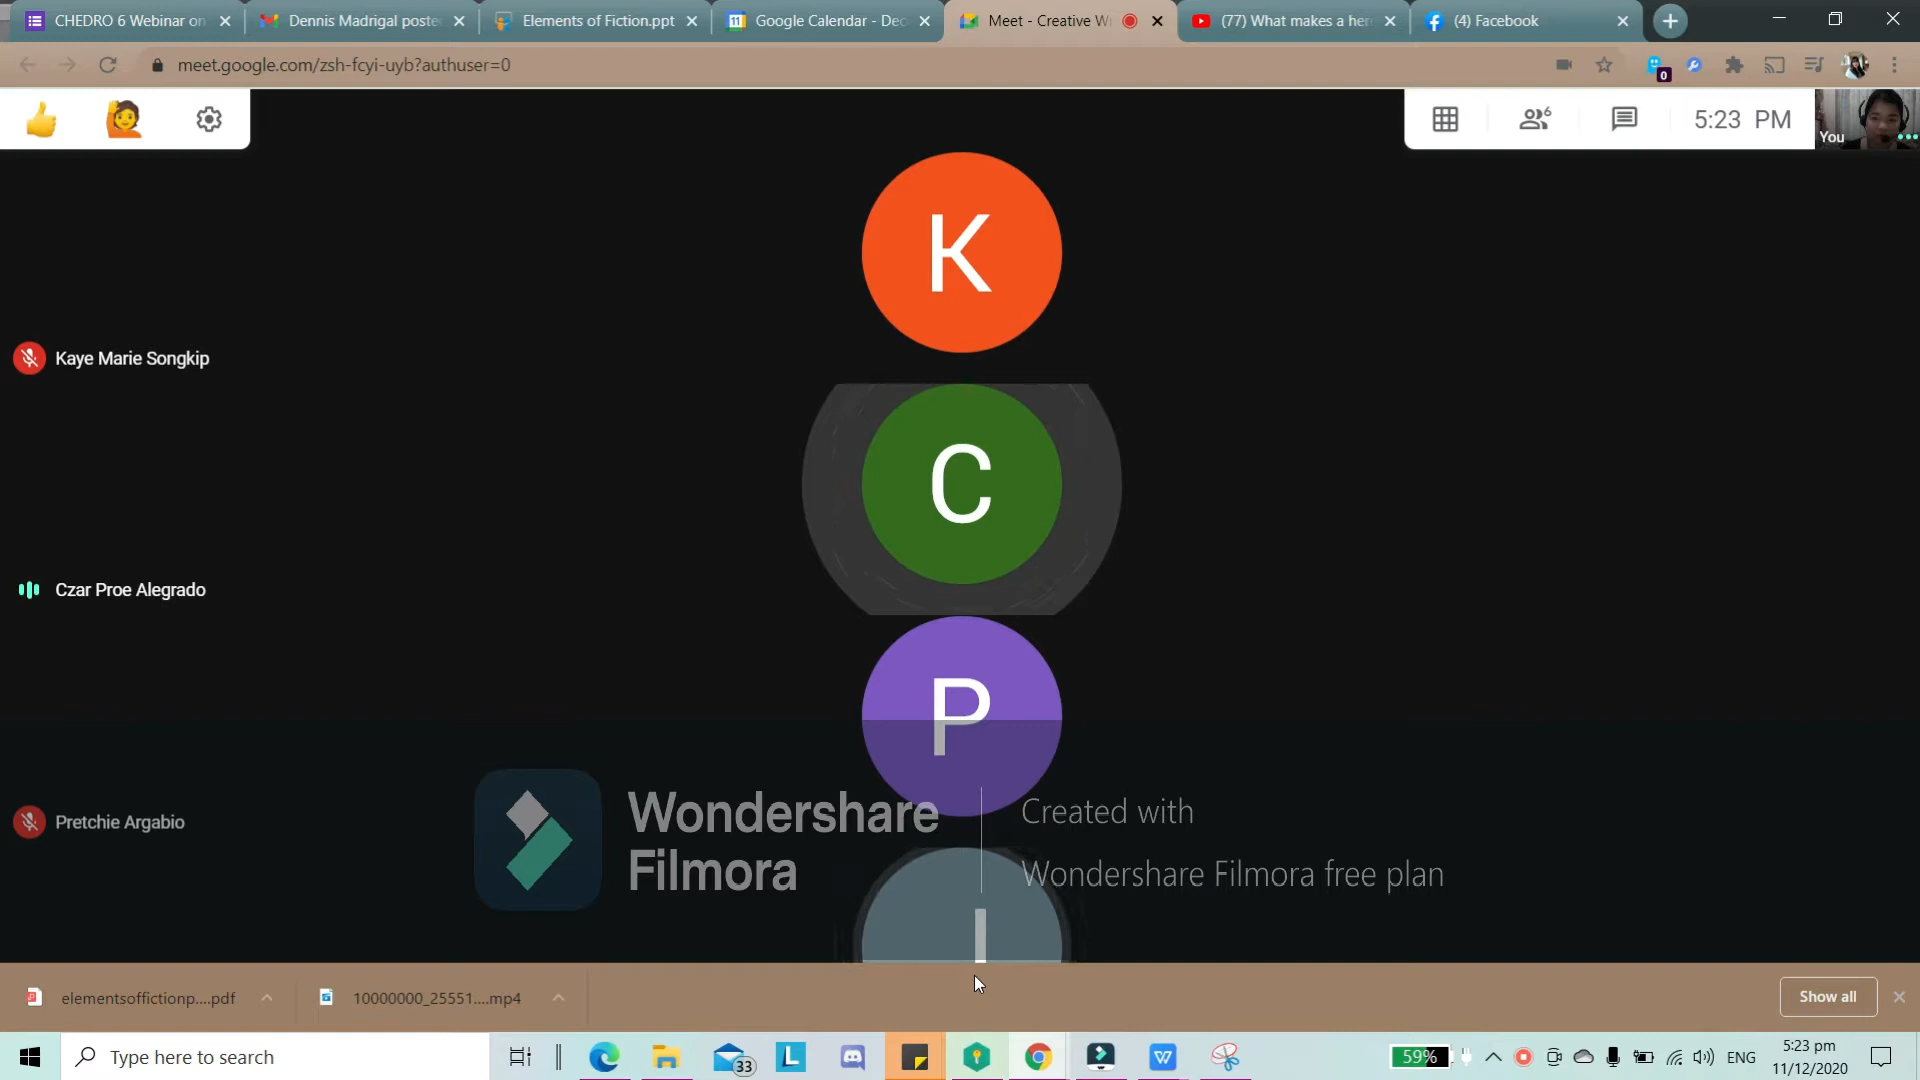 CHEDRO 6 Webinar on
Dennis Madrigal poste
Elements of Fiction.ppt
Google Calendar - Dec
Meet - Creative W
(77) What makes a her
(4) Facebook
meet.google.com/zsh-fcyi-uyb?authuser=0
0
6
5:23 PM
You
K
Kaye Marie Songkip
C
Czar Proe Alegrado
P
Pretchie Argabio
Wondershare
Filmora
Created with
Wondershare Filmora free plan
elementsoffictionp....pdf
10000000_25551....mp4
Show all
Type here to search
33
59%
ENG
5:23 pm
11/12/2020